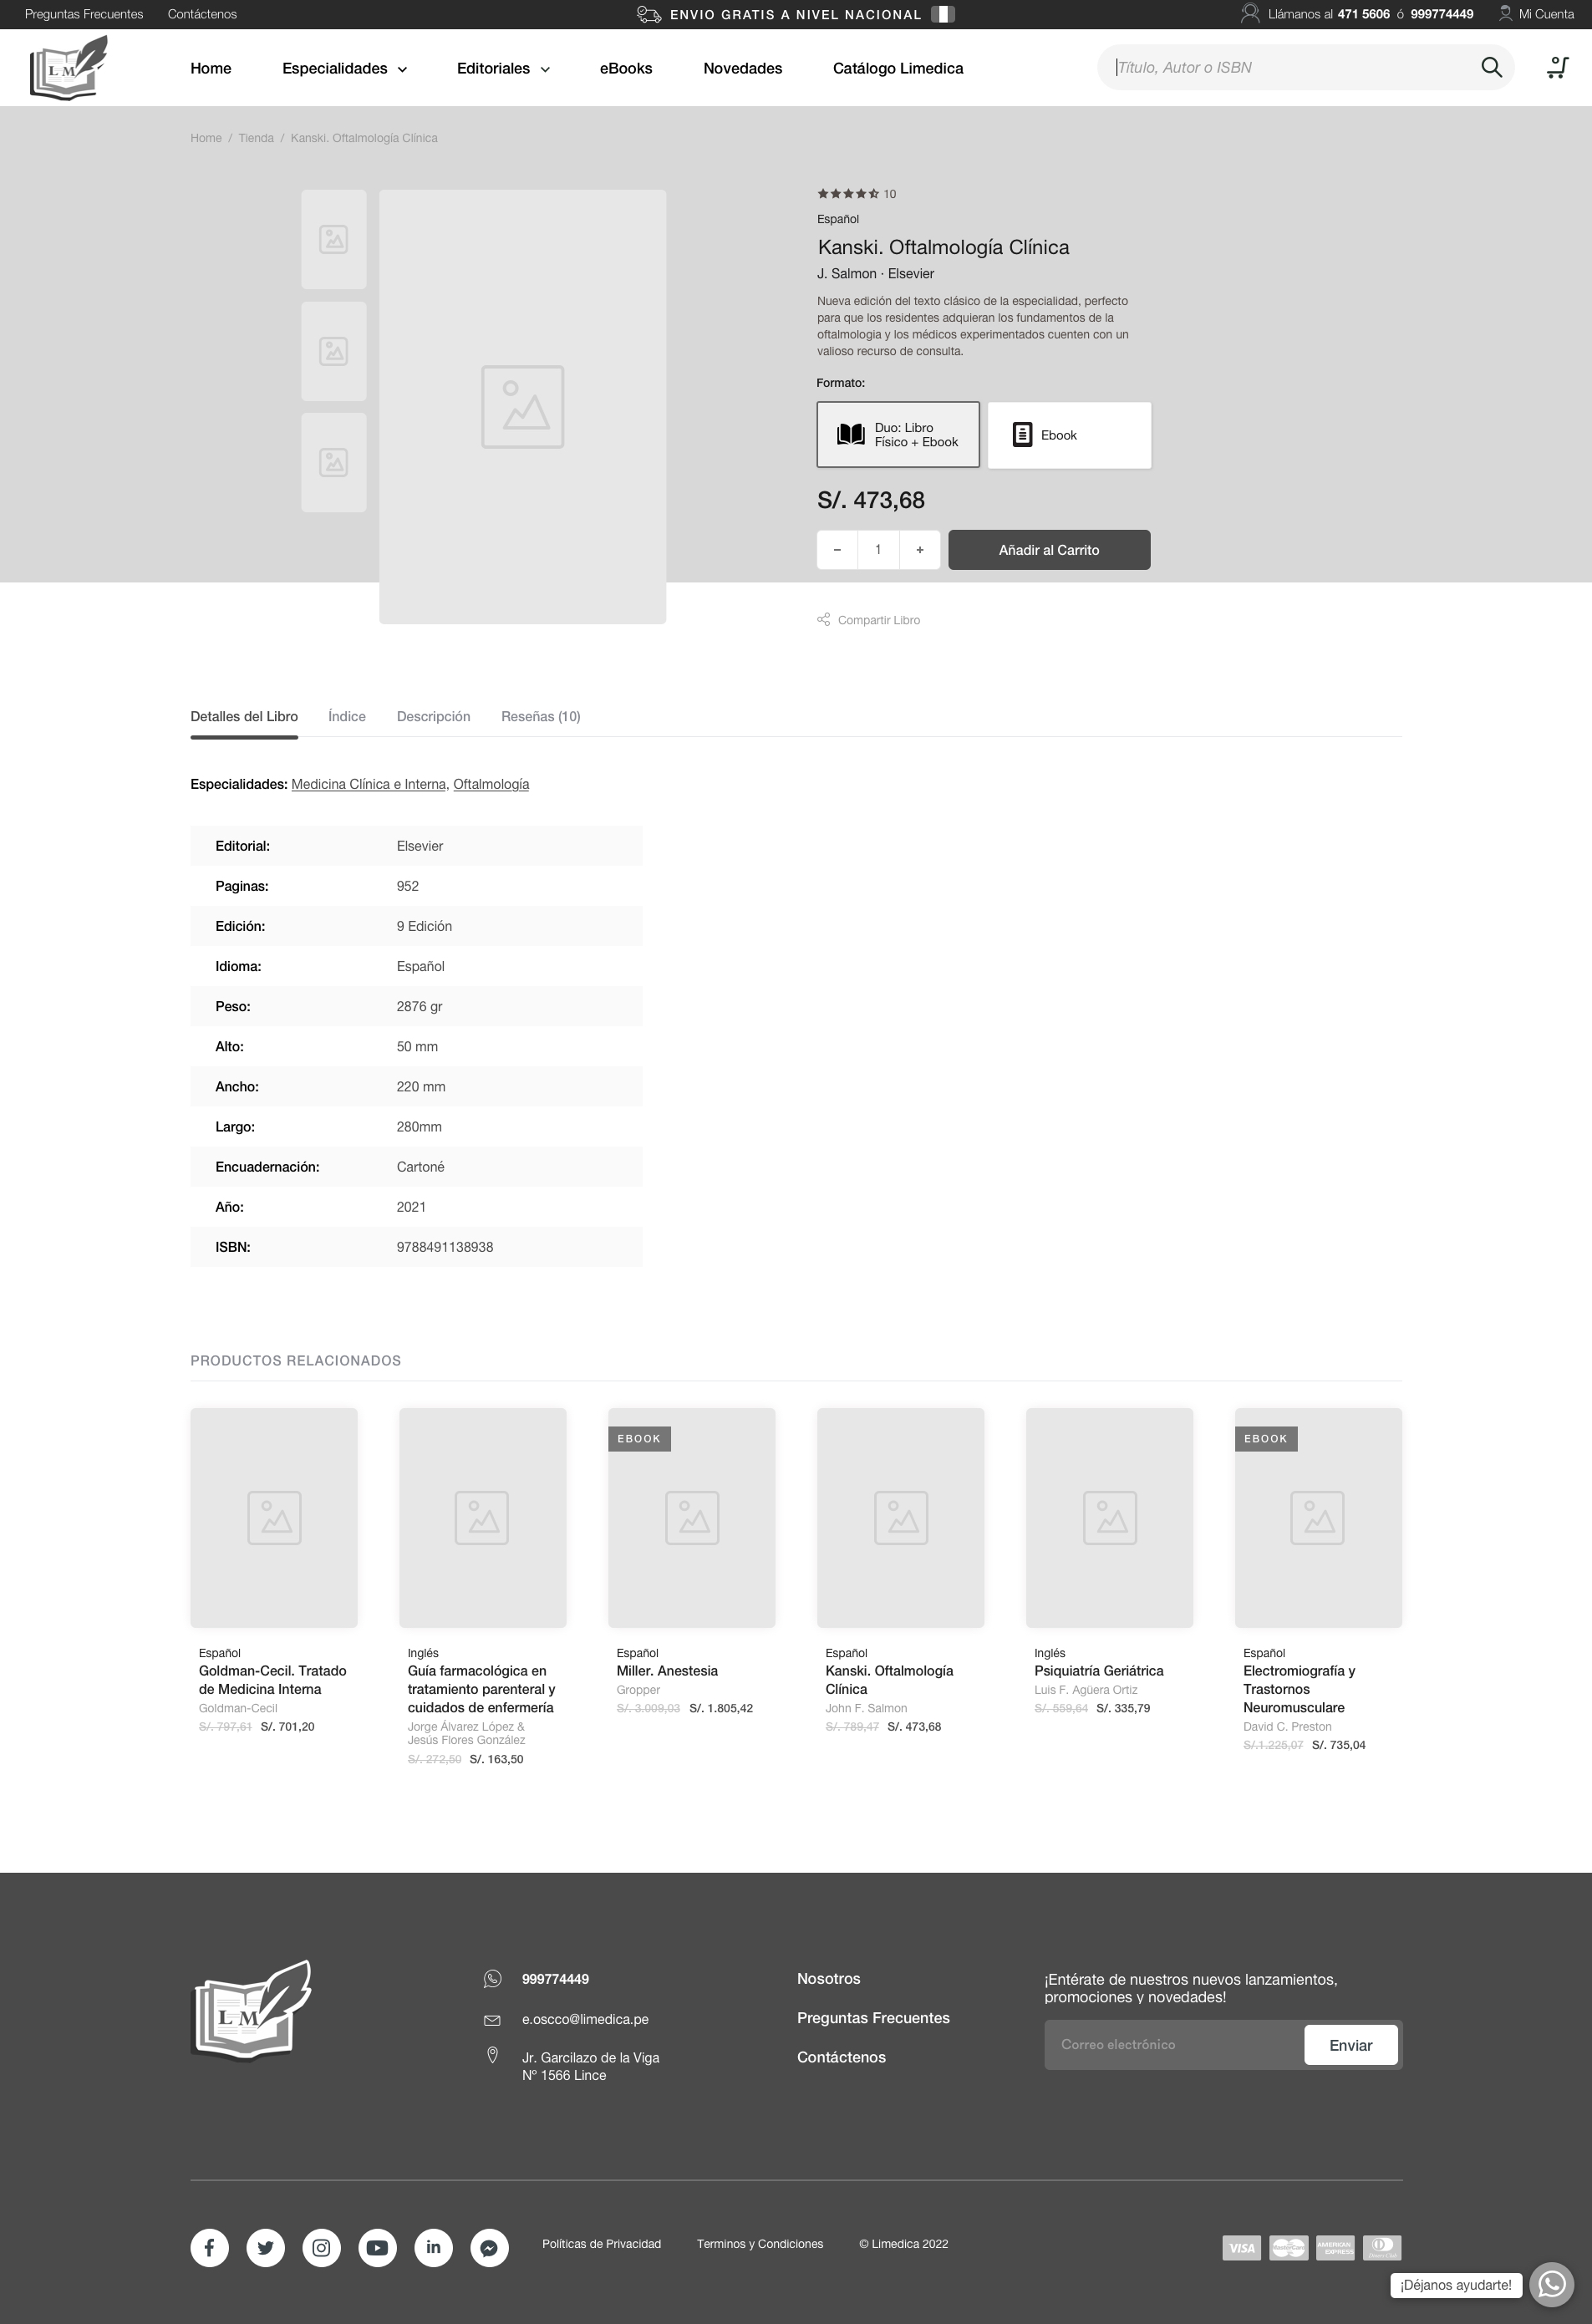 Preguntas Frecuentes
Contáctenos
ENVIO GRATIS A NIVEL NACIONAL
Llámanos al 471 5606 ó 999774449
Mi Cuenta
L M
Home
Especialidades
Editoriales
eBooks
Novedades
Catálogo Limedica
Título, Autor o ISBN
Home / Tienda / Kanski. Oftalmología Clínica
10
Español
Kanski. Oftalmología Clínica
J. Salmon · Elsevier
Nueva edición del texto clásico de la especialidad, perfecto
para que los residentes adquieran los fundamentos de la
oftalmologia y los médicos experimentados cuenten con un
valioso recurso de consulta.
Formato:
Duo: Libro
Físico + Ebook
Ebook
S/. 473,68
− 1 +
Añadir al Carrito
Compartir Libro
Detalles del Libro
Índice
Descripción
Reseñas (10)
Especialidades: Medicina Clínica e Interna, Oftalmología
Editorial: Elsevier
Paginas: 952
Edición: 9 Edición
Idioma: Español
Peso: 2876 gr
Alto: 50 mm
Ancho: 220 mm
Largo: 280mm
Encuadernación: Cartoné
Año: 2021
ISBN: 9788491138938
PRODUCTOS RELACIONADOS
Español
Goldman-Cecil. Tratado
de Medicina Interna
Goldman-Cecil
S/. 797,61 S/. 701,20
Inglés
Guía farmacológica en
tratamiento parenteral y
cuidados de enfermería
Jorge Álvarez López &
Jesús Flores González
S/. 272,50 S/. 163,50
EBOOK
Español
Miller. Anestesia
Gropper
S/. 3.009,03 S/. 1.805,42
Español
Kanski. Oftalmología
Clínica
John F. Salmon
S/. 789,47 S/. 473,68
Inglés
Psiquiatría Geriátrica
Luis F. Agüera Ortiz
S/. 559,64 S/. 335,79
EBOOK
Español
Electromiografía y
Trastornos
Neuromusculare
David C. Preston
S/.1.225,07 S/. 735,04
L M
999774449
e.oscco@limedica.pe
Jr. Garcilazo de la Viga
Nº 1566 Lince
Nosotros
Preguntas Frecuentes
Contáctenos
¡Entérate de nuestros nuevos lanzamientos,
promociones y novedades!
Correo electrónico
Enviar
in
Políticas de Privacidad
Terminos y Condiciones
© Limedica 2022
VISA
MasterCard
AMERICAN
EXPRESS
Diners Club
¡Déjanos ayudarte!